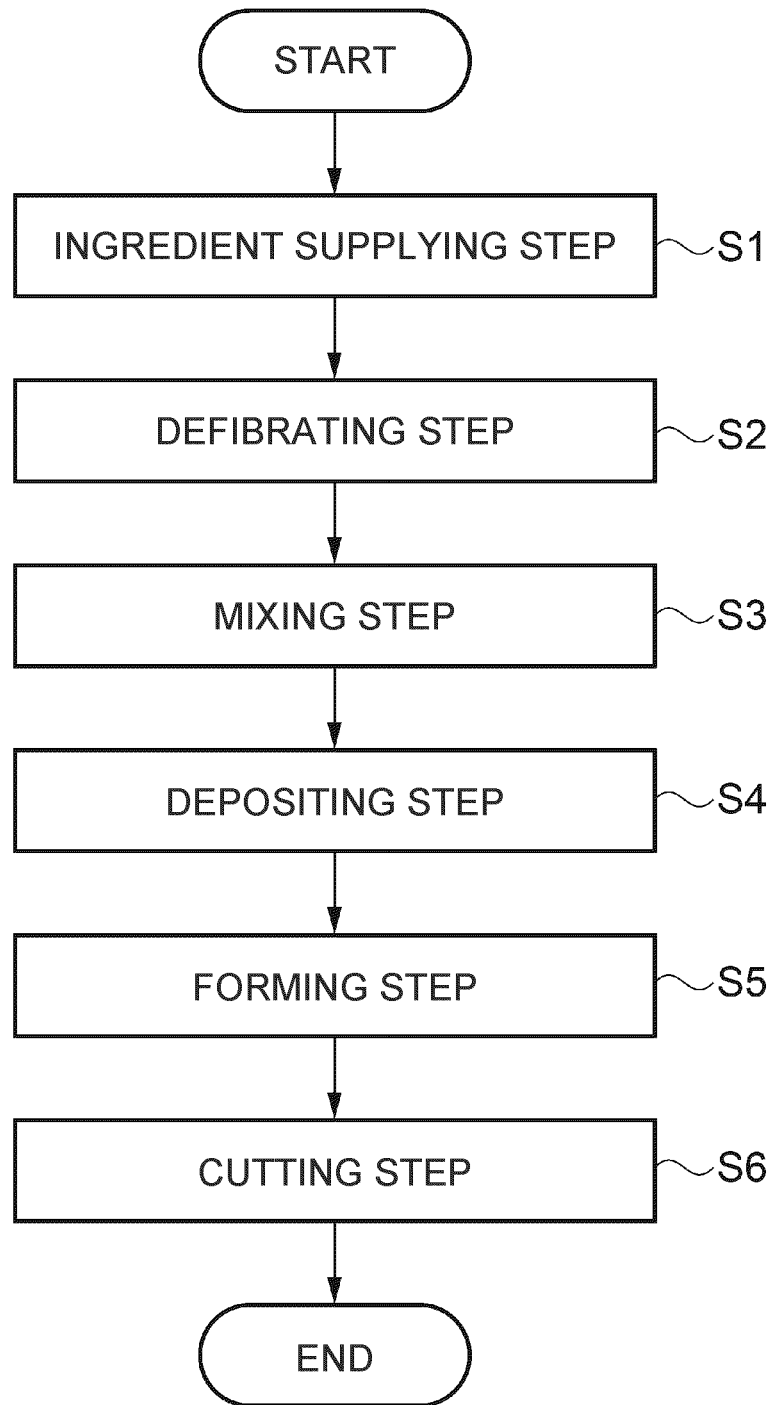 START
INGREDIENT SUPPLYING STEP S1
DEFIBRATING STEP S2
MIXING STEP S3
DEPOSITING STEP S4
FORMING STEP S5
CUTTING STEP S6
END